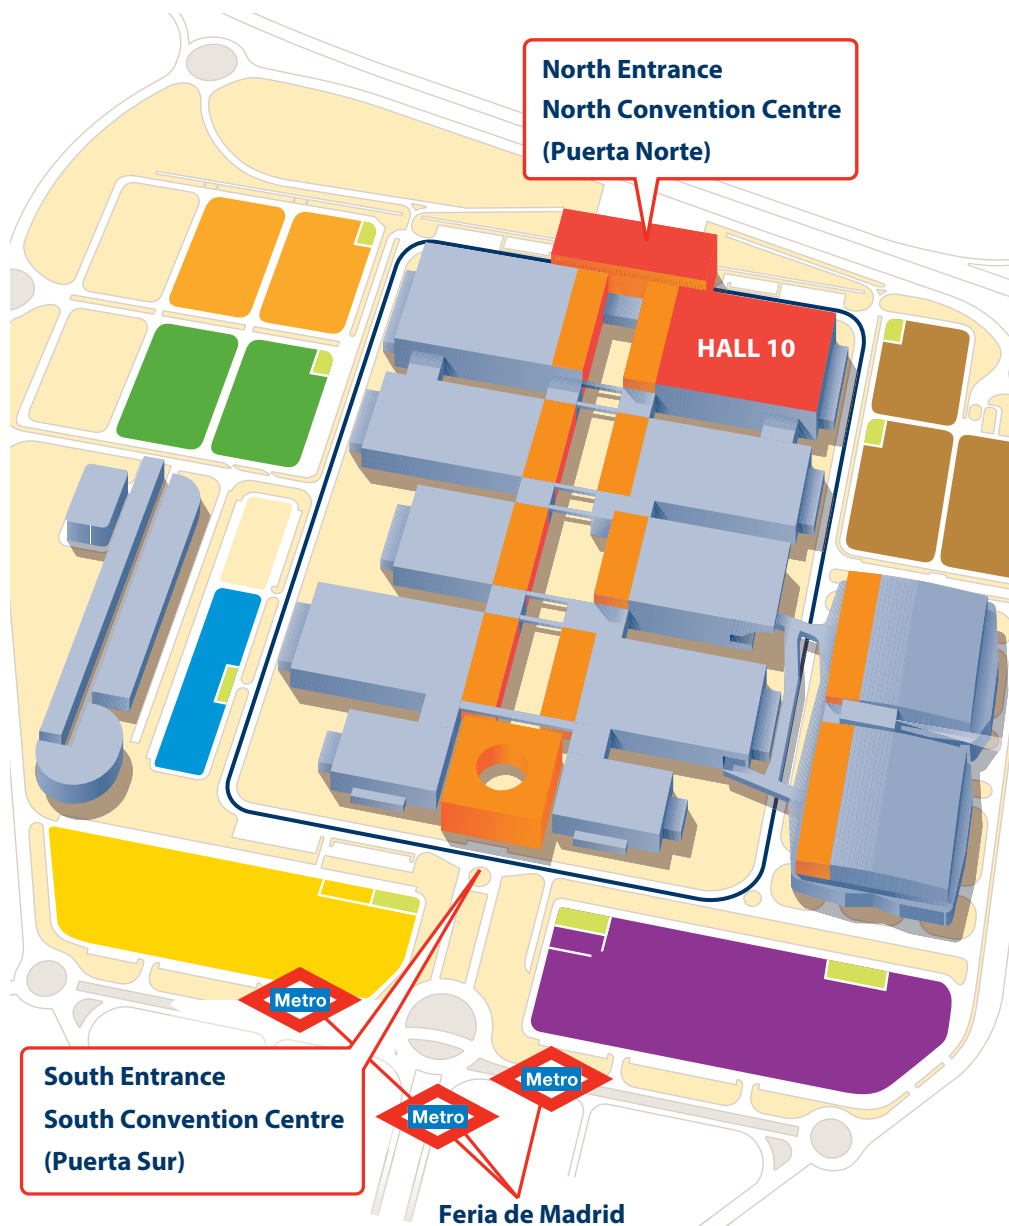 North Entrance
North Convention Centre
(Puerta Norte)
HALL 10
Metro
South Entrance
South Convention Centre
(Puerta Sur)
Metro
Metro
Feria de Madrid